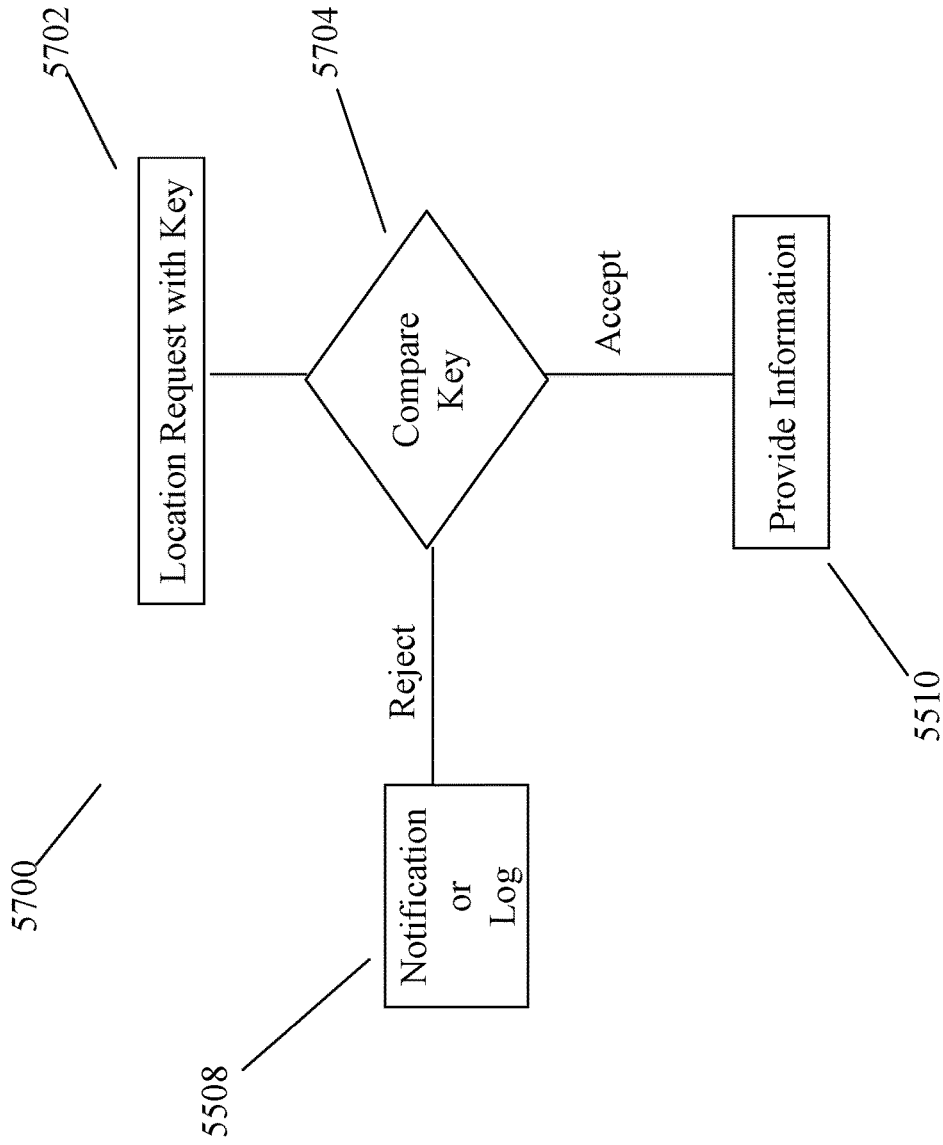 5700
5702
Location Request with Key
5704
Compare
Key
Reject
Accept
Notification
or
Log
5508
Provide Information
5510